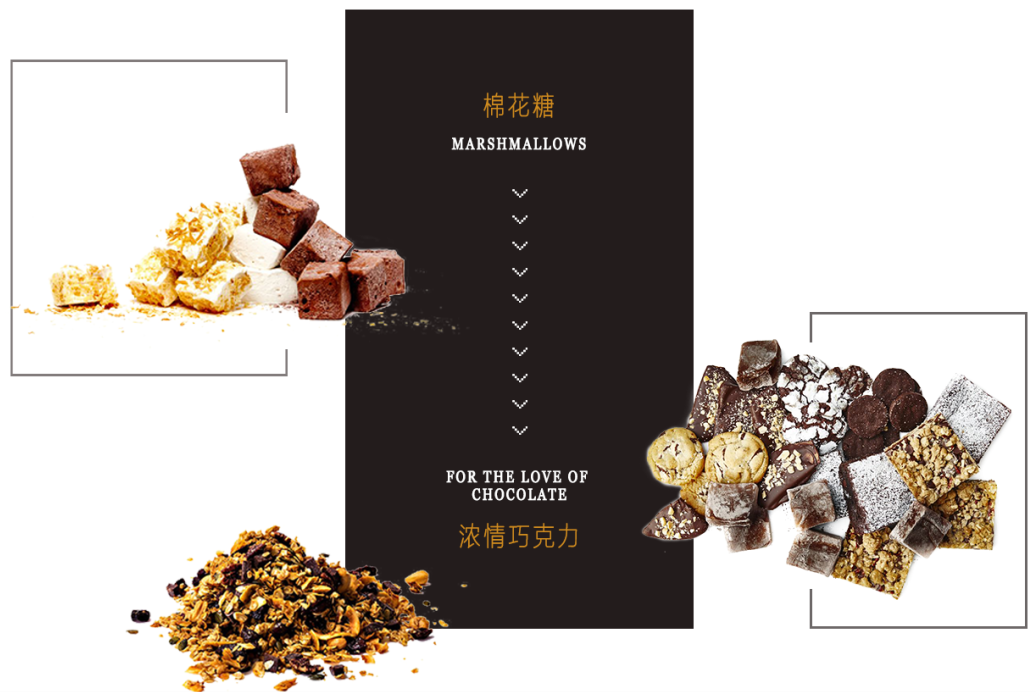 棉花糖
MARSHMALLOWS
FOR THE LOVE OF
CHOCOLATE
浓情巧克力